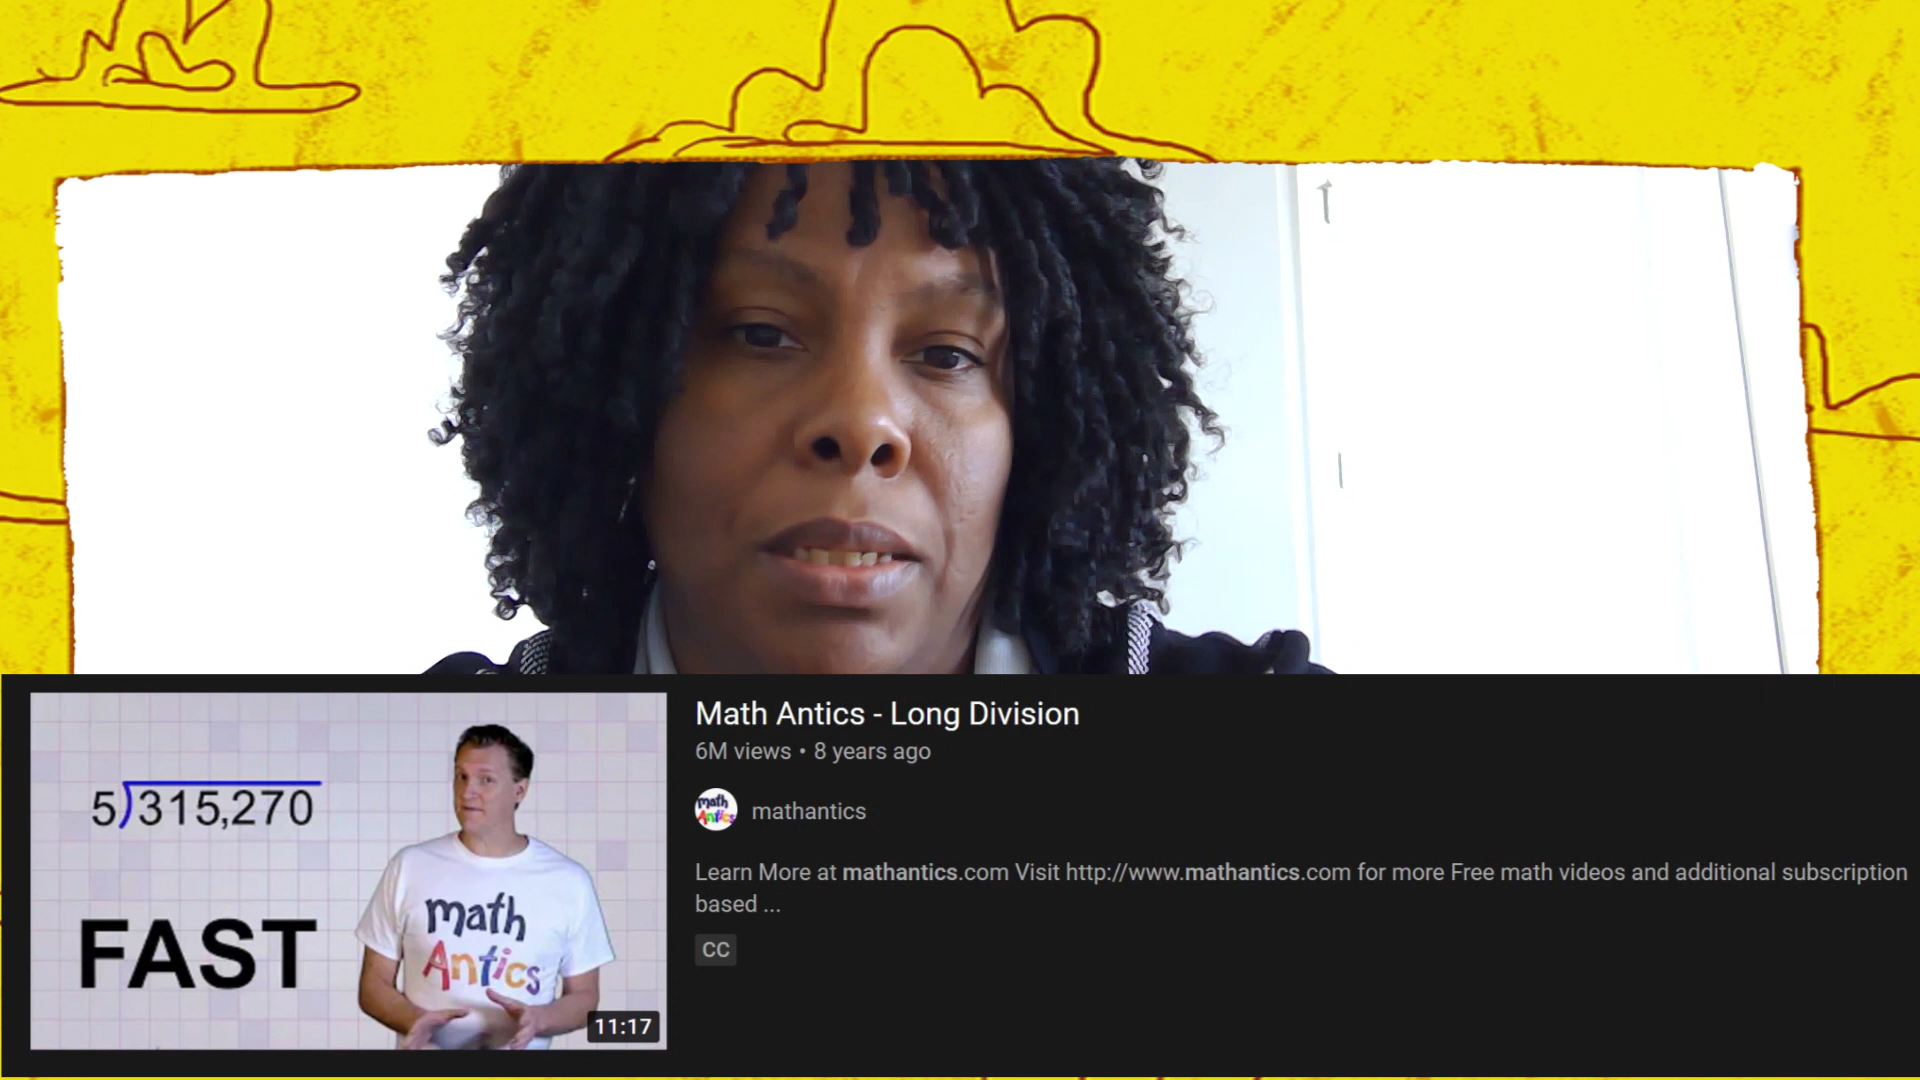 Math Antics - Long Division
6M views • 8 years ago
math
Antics
mathantics
Learn More at mathantics.com Visit http://www.mathantics.com for more Free math videos and additional subscription
based ...
CC
5)315,270
FAST
math
Antics
11:17